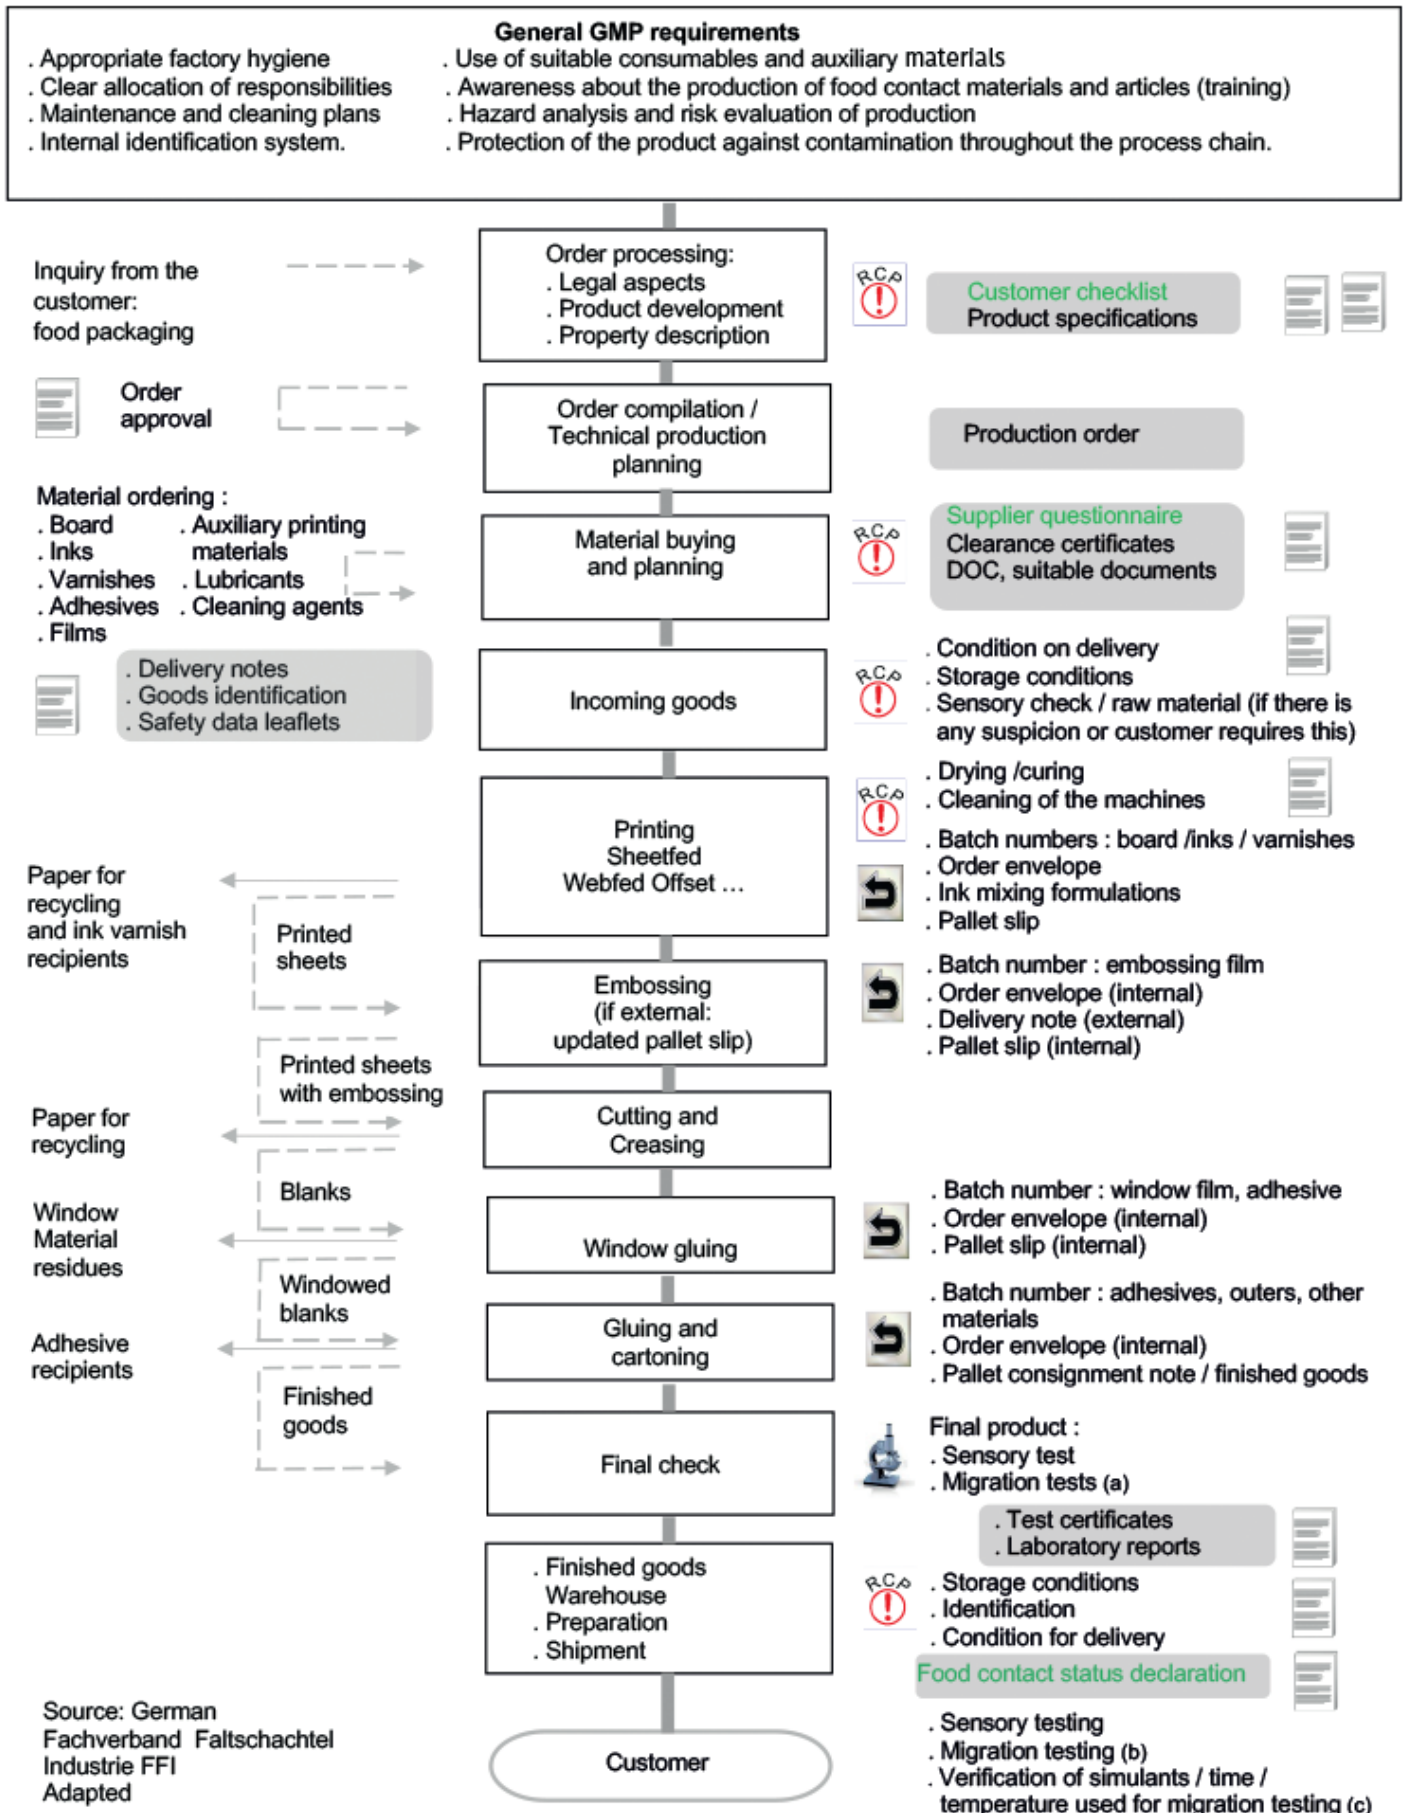 General GMP requirements
. Appropriate factory hygiene
. Clear allocation of responsibilities
. Maintenance and cleaning plans
. Internal identification system.
. Use of suitable consumables and auxiliary materials
. Awareness about the production of food contact materials and articles (training)
. Hazard analysis and risk evaluation of production
. Protection of the product against contamination throughout the process chain.
Inquiry from the
customer:
food packaging
Order processing:
. Legal aspects
. Product development
. Property description
RCP
Customer checklist
Product specifications
Order
approval
Order compilation /
Technical production
planning
Production order
Material ordering :
. Board
. Inks
. Varnishes
. Adhesives
. Films
. Auxiliary printing
materials
. Lubricants
. Cleaning agents
Material buying
and planning
RCP
Supplier questionnaire
Clearance certificates
DOC, suitable documents
. Delivery notes
. Goods identification
. Safety data leaflets
Incoming goods
RCP
. Condition on delivery
. Storage conditions
. Sensory check / raw material (if there is
any suspicion or customer requires this)
Printing
Sheetfed
Webfed Offset ...
RCP
. Drying /curing
. Cleaning of the machines
. Batch numbers : board /inks / varnishes
. Order envelope
. Ink mixing formulations
. Pallet slip
Paper for
recycling
and ink varnish
recipients
Printed
sheets
Embossing
(if external:
updated pallet slip)
. Batch number : embossing film
. Order envelope (internal)
. Delivery note (external)
. Pallet slip (internal)
Printed sheets
with embossing
Cutting and
Creasing
Paper for
recycling
Blanks
Window gluing
. Batch number : window film, adhesive
. Order envelope (internal)
. Pallet slip (internal)
Window
Material
residues
Windowed
blanks
Gluing and
cartoning
. Batch number : adhesives, outers, other
materials
. Order envelope (internal)
. Pallet consignment note / finished goods
Adhesive
recipients
Finished
goods
Final check
Final product :
. Sensory test
. Migration tests (a)
. Test certificates
. Laboratory reports
. Finished goods
Warehouse
. Preparation
. Shipment
RCP
. Storage conditions
. Identification
. Condition for delivery
Food contact status declaration
Customer
. Sensory testing
. Migration testing (b)
. Verification of simulants / time /
temperature used for migration testing (c)
Source: German
Fachverband Faltschachtel
Industrie FFI
Adapted